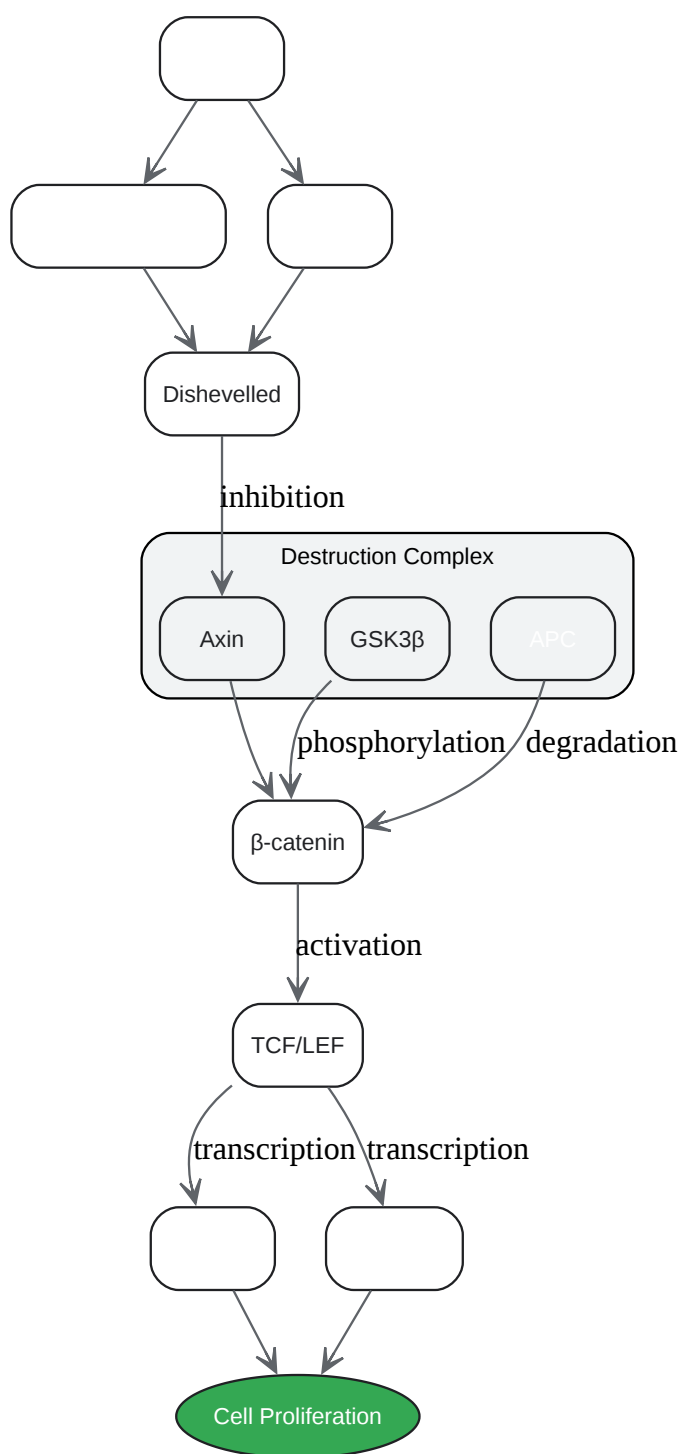 Dishevelled
inhibition
Destruction Complex
Axin
GSK3β
APC
phosphorylation
degradation
β-catenin
activation
TCF/LEF
transcription
transcription
Cell Proliferation